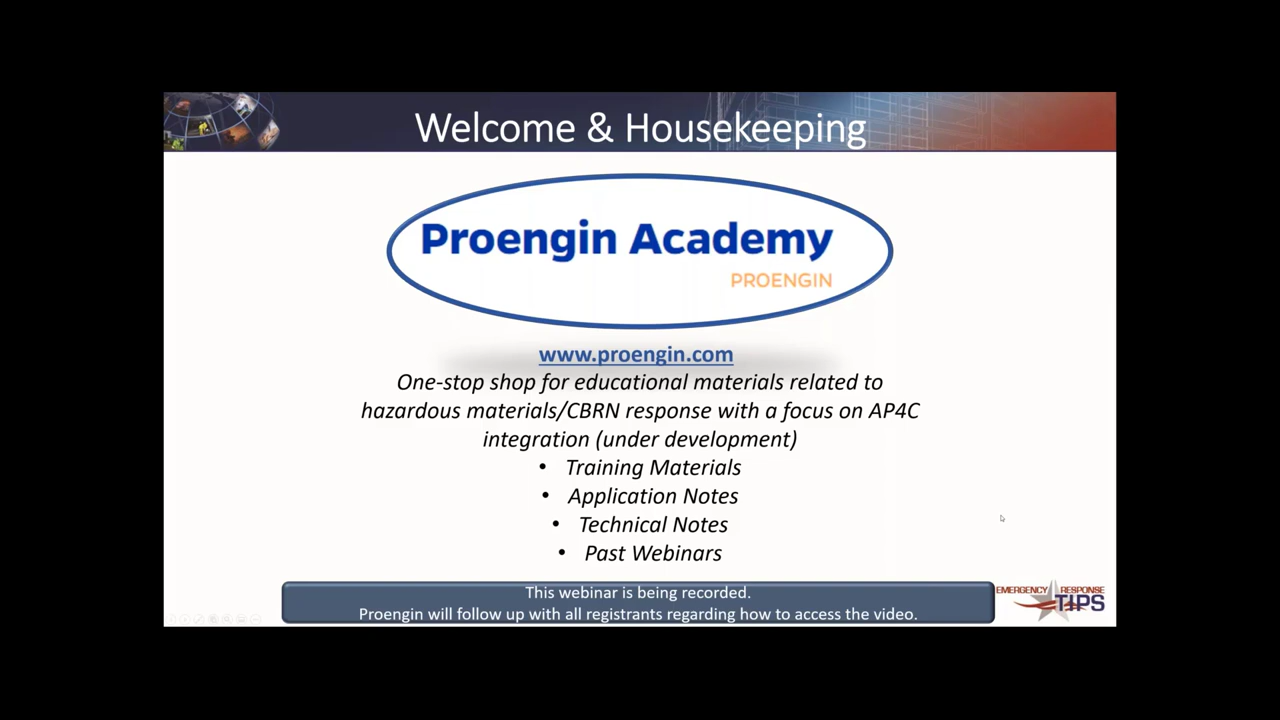 Welcome & Housekeeping
Proengin Academy
PROENGIN
www.proengin.com
One-stop shop for educational materials related to
hazardous materials/CBRN response with a focus on AP4C
integration (under development)
• Training Materials
• Application Notes
• Technical Notes
• Past Webinars
This webinar is being recorded.
Proengin will follow up with all registrants regarding how to access the video.
EMERGENCY RESPONSE
TIPS